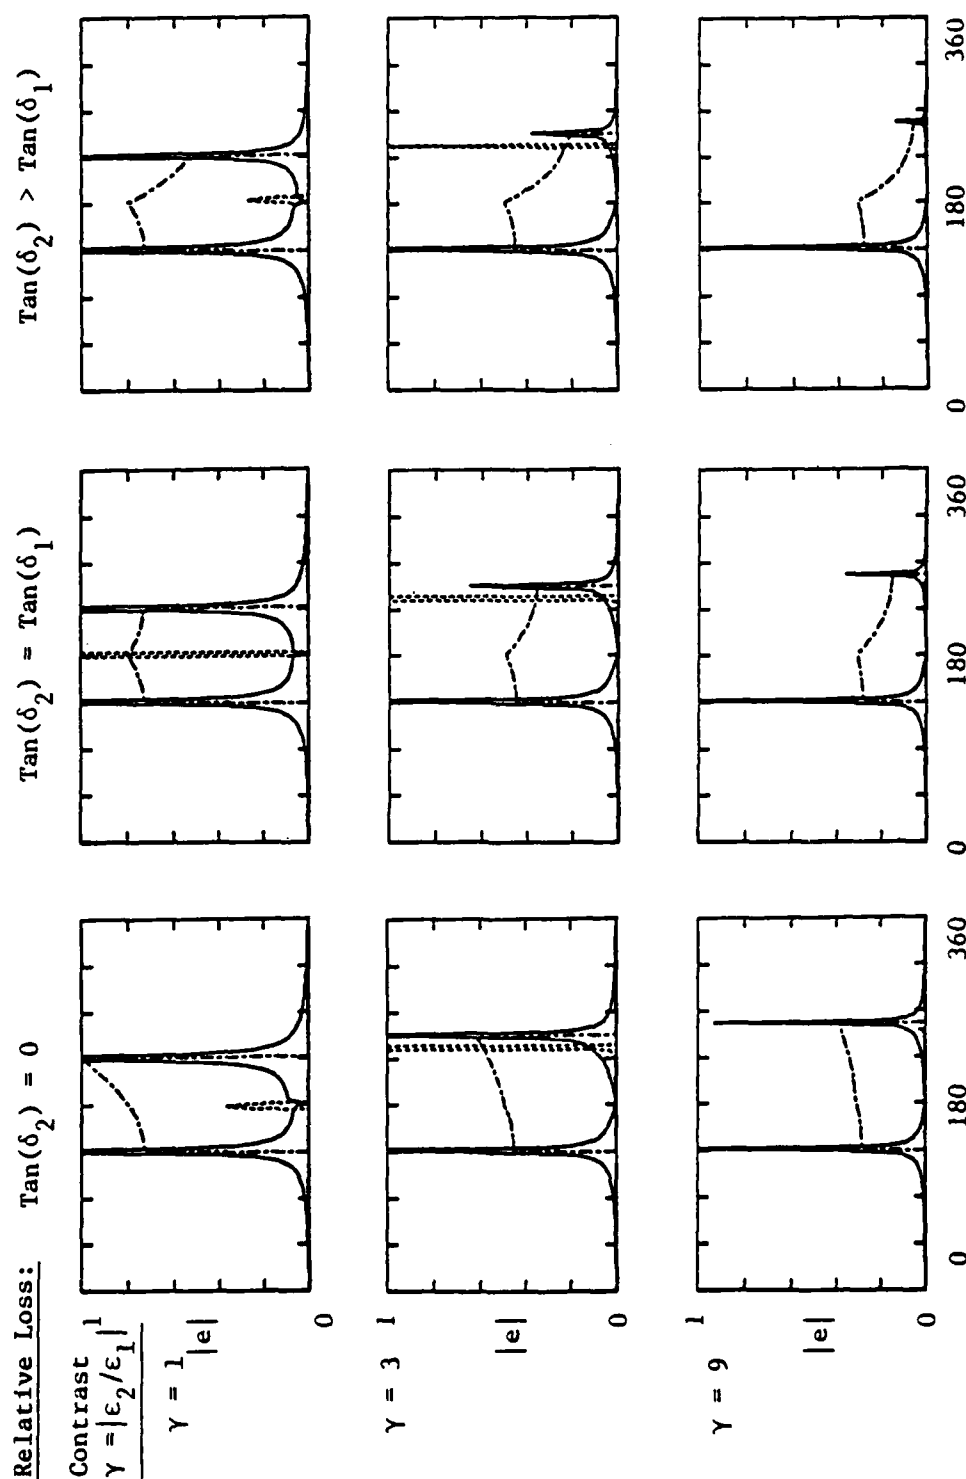 Relative Loss: Tan(δ₂) = 0 Tan(δ₂) = Tan(δ₁) Tan(δ₂) > Tan(δ₁)
Contrast
γ = |ε₂/ε₁|
γ = 1
1
|e|
0
γ = 3
1
|e|
0
γ = 9
1
|e|
0
0 180 360 0 180 360 0 180 360